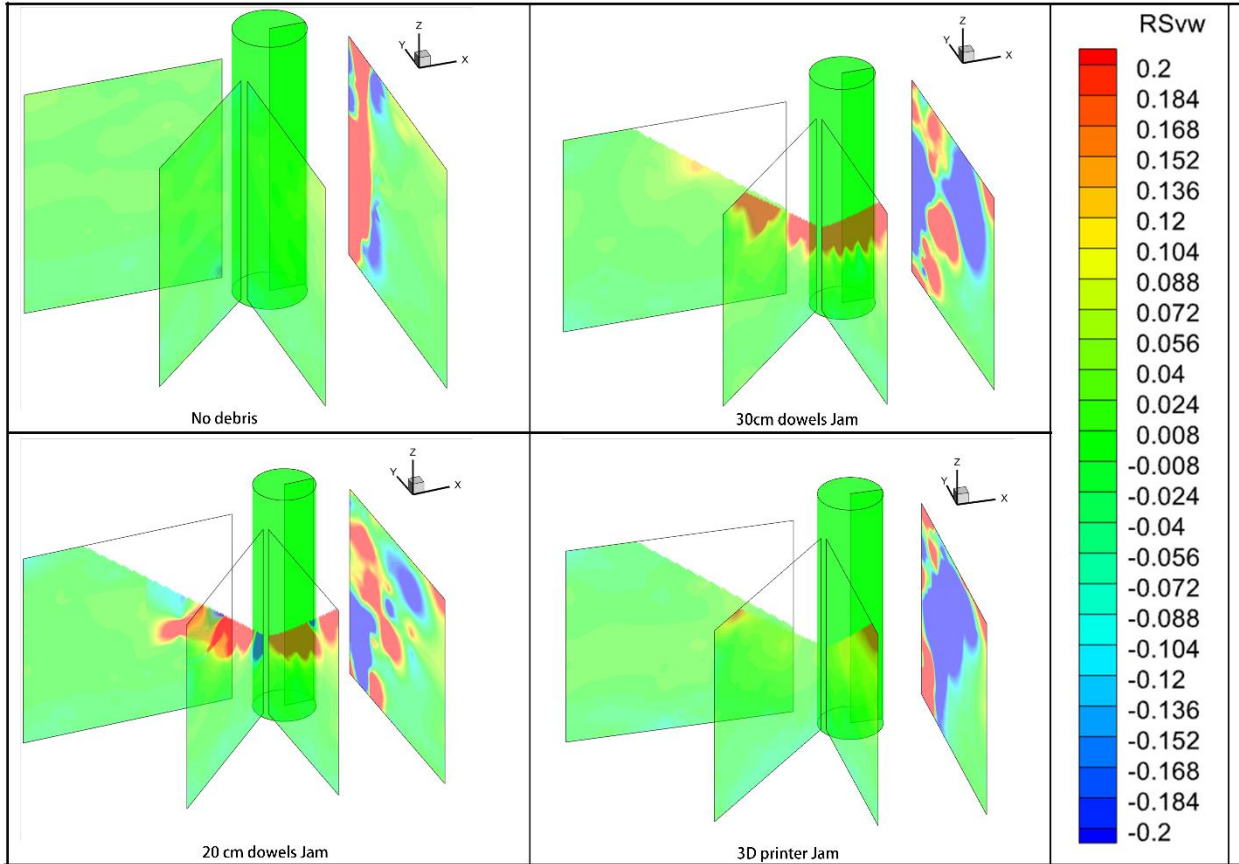 Z
Y
X
No debris
Z
Y
X
30cm dowels Jam
Z
Y
X
20 cm dowels Jam
Z
Y
X
3D printer Jam
RSvw
0.2
0.184
0.168
0.152
0.136
0.12
0.104
0.088
0.072
0.056
0.04
0.024
0.008
-0.008
-0.024
-0.04
-0.056
-0.072
-0.088
-0.104
-0.12
-0.136
-0.152
-0.168
-0.184
-0.2